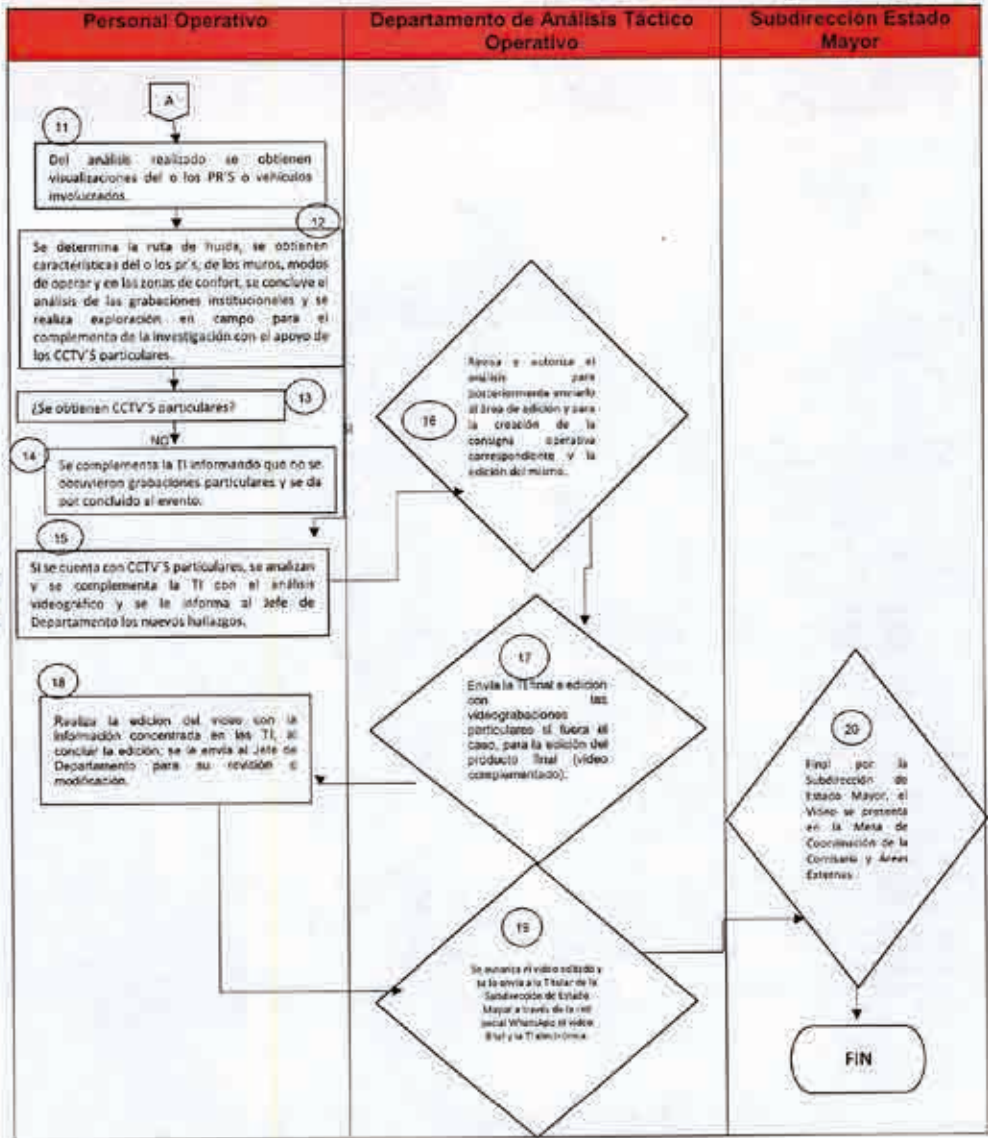 Personal Operativo
Departamento de Análisis Táctico
Operativo
Subdirección Estado
Mayor
A
11
Del análisis realizado se obtienen
visualizaciones del o los PR'S o vehículos
involucrados.
12
Se determina la ruta de huida, se obtienen
características del o los pr's, de los muros, modos
de operar y en las zonas de confort, se concluye el
análisis de las grabaciones institucionales y se
realiza exploración en campo para el
complemento de la investigación con el apoyo de
los CCTV'S particulares.
13
¿Se obtienen CCTV'S particulares?
NO
SI
14
Se complementa la TI informando que no se
obtuvieron grabaciones particulares y se da
por concluido el evento.
15
Si se cuenta con CCTV'S particulares, se analizan
y se complementa la TI con el análisis
videográfico y se le informa al Jefe de
Departamento los nuevos hallazgos.
16
Revisa y autoriza el
análisis para
posteriormente enviarlo
al área de edición y para
la creación de la
consigna operativa
correspondiente y la
edición del mismo.
17
Envía la TI final a edición
con las
videograbaciones
particulares si fuera el
caso, para la edición del
producto final (video
complementado).
18
Realiza la edición del video con la
información concentrada en las TI, al
concluir la edición; se le envía al Jefe de
Departamento para su revisión o
modificación.
19
Se autoriza el video editado y
se le envía a la Titular de la
Subdirección de Estado
Mayor a través de la red
social WhatsApp el video
final y la TI electrónica.
20
Final por la
Subdirección de
Estado Mayor, el
Video se presenta
en la Mesa de
Coordinación de la
Comisaría y Áreas
Externas.
FIN